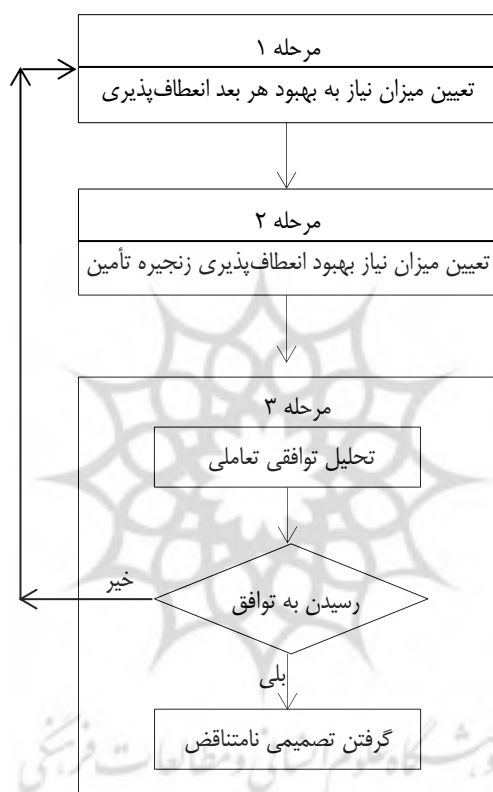 مرحله ۱
تعیین میزان نیاز به بهبود هر بعد انعطاف‌پذیری
مرحله ۲
تعیین میزان نیاز بهبود انعطاف‌پذیری زنجیره تأمین
مرحله ۳
تحلیل توافقی تعاملی
رسیدن به توافق
خیر
بلی
گرفتن تصمیمی نامتناقض